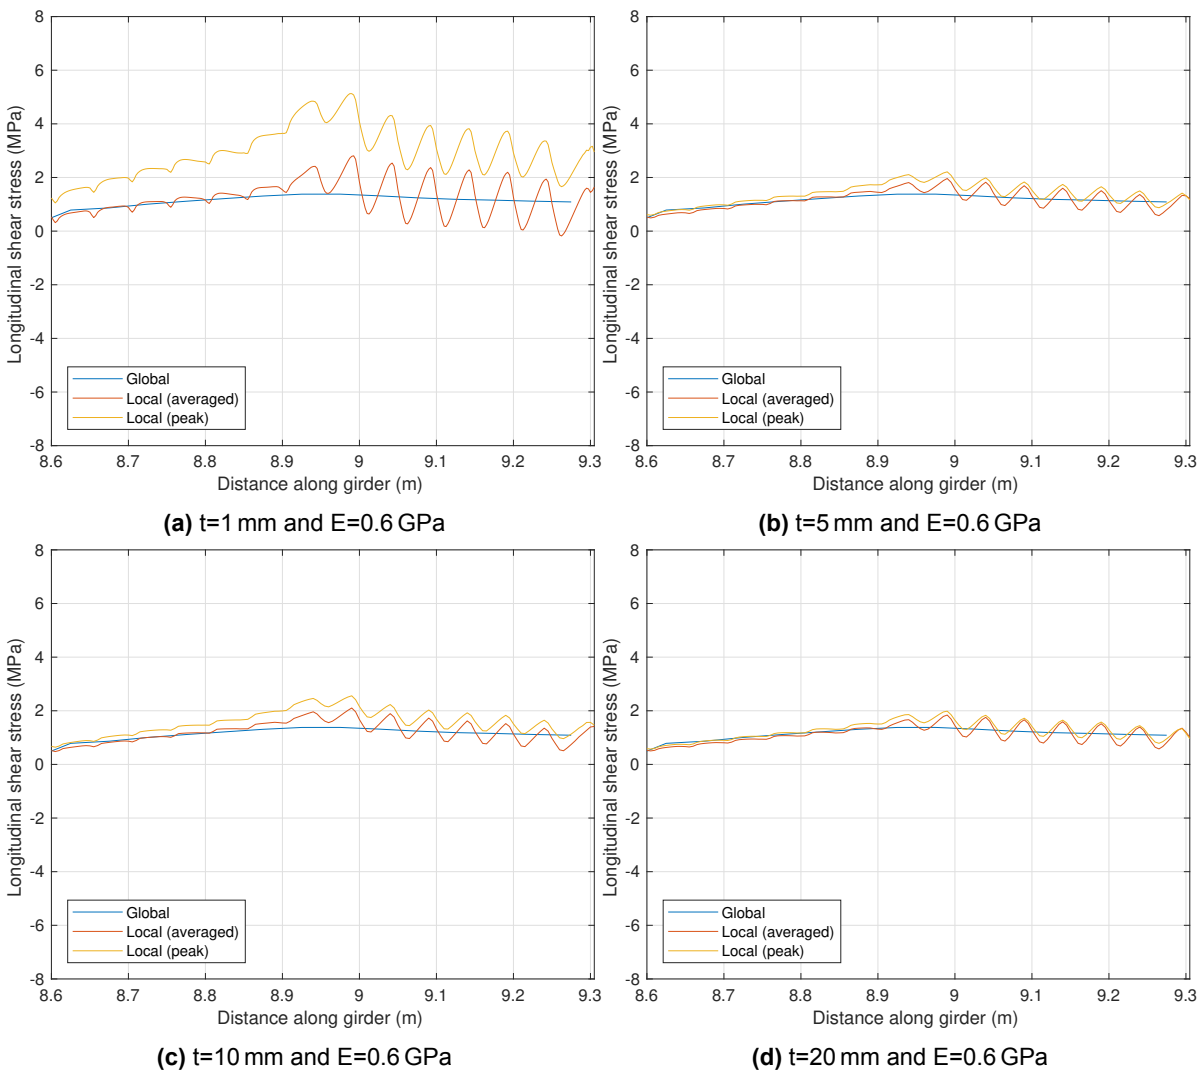 8
6
4
2
0
-2
-4
-6
-8
Longitudinal shear stress (MPa)
Global
Local (averaged)
Local (peak)
8.6 8.7 8.8 8.9 9 9.1 9.2 9.3
Distance along girder (m)
(a) t=1 mm and E=0.6 GPa
8
6
4
2
0
-2
-4
-6
-8
Longitudinal shear stress (MPa)
Global
Local (averaged)
Local (peak)
8.6 8.7 8.8 8.9 9 9.1 9.2 9.3
Distance along girder (m)
(b) t=5 mm and E=0.6 GPa
8
6
4
2
0
-2
-4
-6
-8
Longitudinal shear stress (MPa)
Global
Local (averaged)
Local (peak)
8.6 8.7 8.8 8.9 9 9.1 9.2 9.3
Distance along girder (m)
(c) t=10 mm and E=0.6 GPa
8
6
4
2
0
-2
-4
-6
-8
Longitudinal shear stress (MPa)
Global
Local (averaged)
Local (peak)
8.6 8.7 8.8 8.9 9 9.1 9.2 9.3
Distance along girder (m)
(d) t=20 mm and E=0.6 GPa